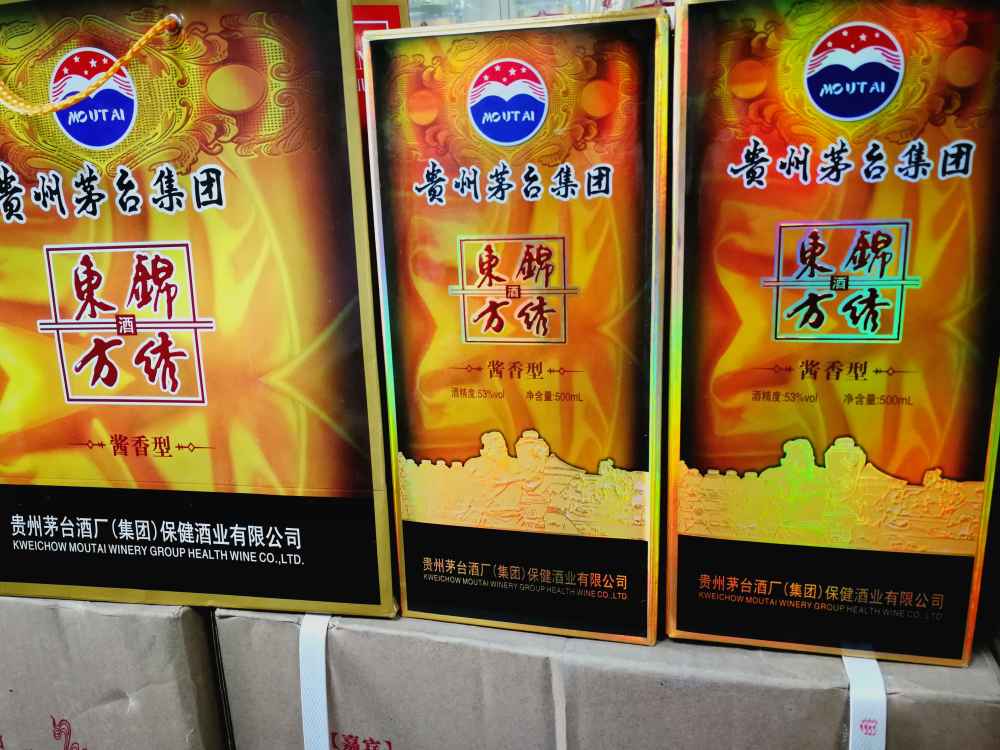 MOUTAI
贵州茅台集团
東錦
酒
方绣
酱香型
贵州茅台酒厂(集团)保健酒业有限公司
KWEICHOW MOUTAI WINERY GROUP HEALTH WINE CO.,LTD.
MOUTAI
贵州茅台集团
東錦
酒
方绣
酱香型
酒精度:53%vol 净含量:500mL
贵州茅台酒厂(集团)保健酒业有限公司
KWEICHOW MOUTAI WINERY GROUP HEALTH WINE CO.,LTD
MOUTAI
贵州茅台集团
東錦
酒
方绣
酱香型
酒精度:53%vol 净含量:500mL
贵州茅台酒厂(集团)保健酒业有限公司
KWEICHOW MOUTAI WINERY GROUP HEALTH WINE CO.,LTD